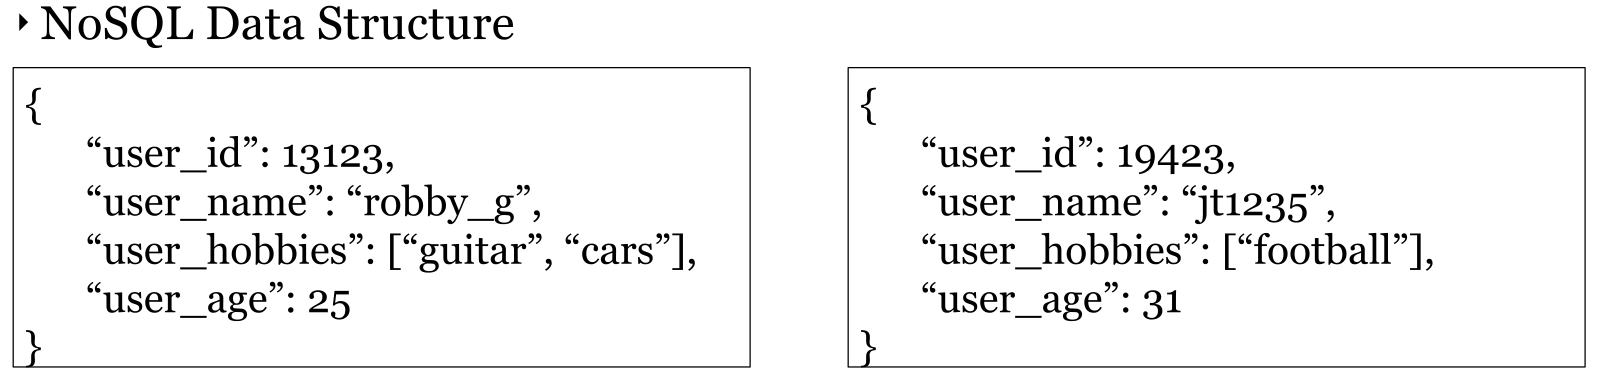 ‣ NoSQL Data Structure
{
“user_id”: 13123,
“user_name”: “robby_g”,
“user_hobbies”: [“guitar”, “cars”],
“user_age”: 25
}
{
“user_id”: 19423,
“user_name”: “jt1235”,
“user_hobbies”: [“football”],
“user_age”: 31
}